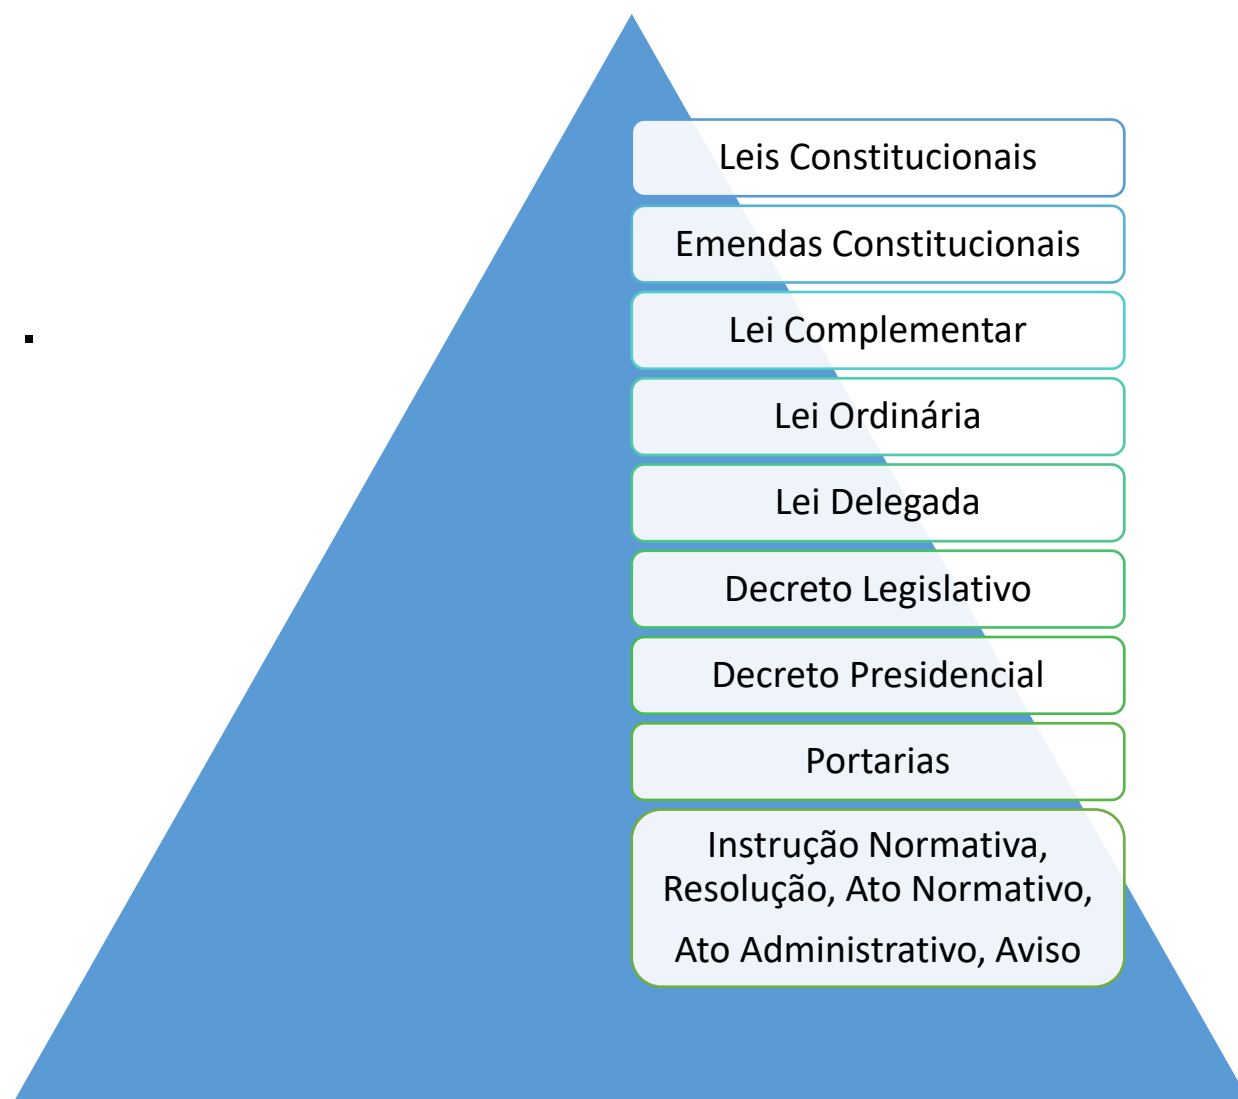 Leis Constitucionais
Emendas Constitucionais
Lei Complementar
Lei Ordinária
Lei Delegada
Decreto Legislativo
Decreto Presidencial
Portarias
Instrução Normativa,
Resolução, Ato Normativo,
Ato Administrativo, Aviso